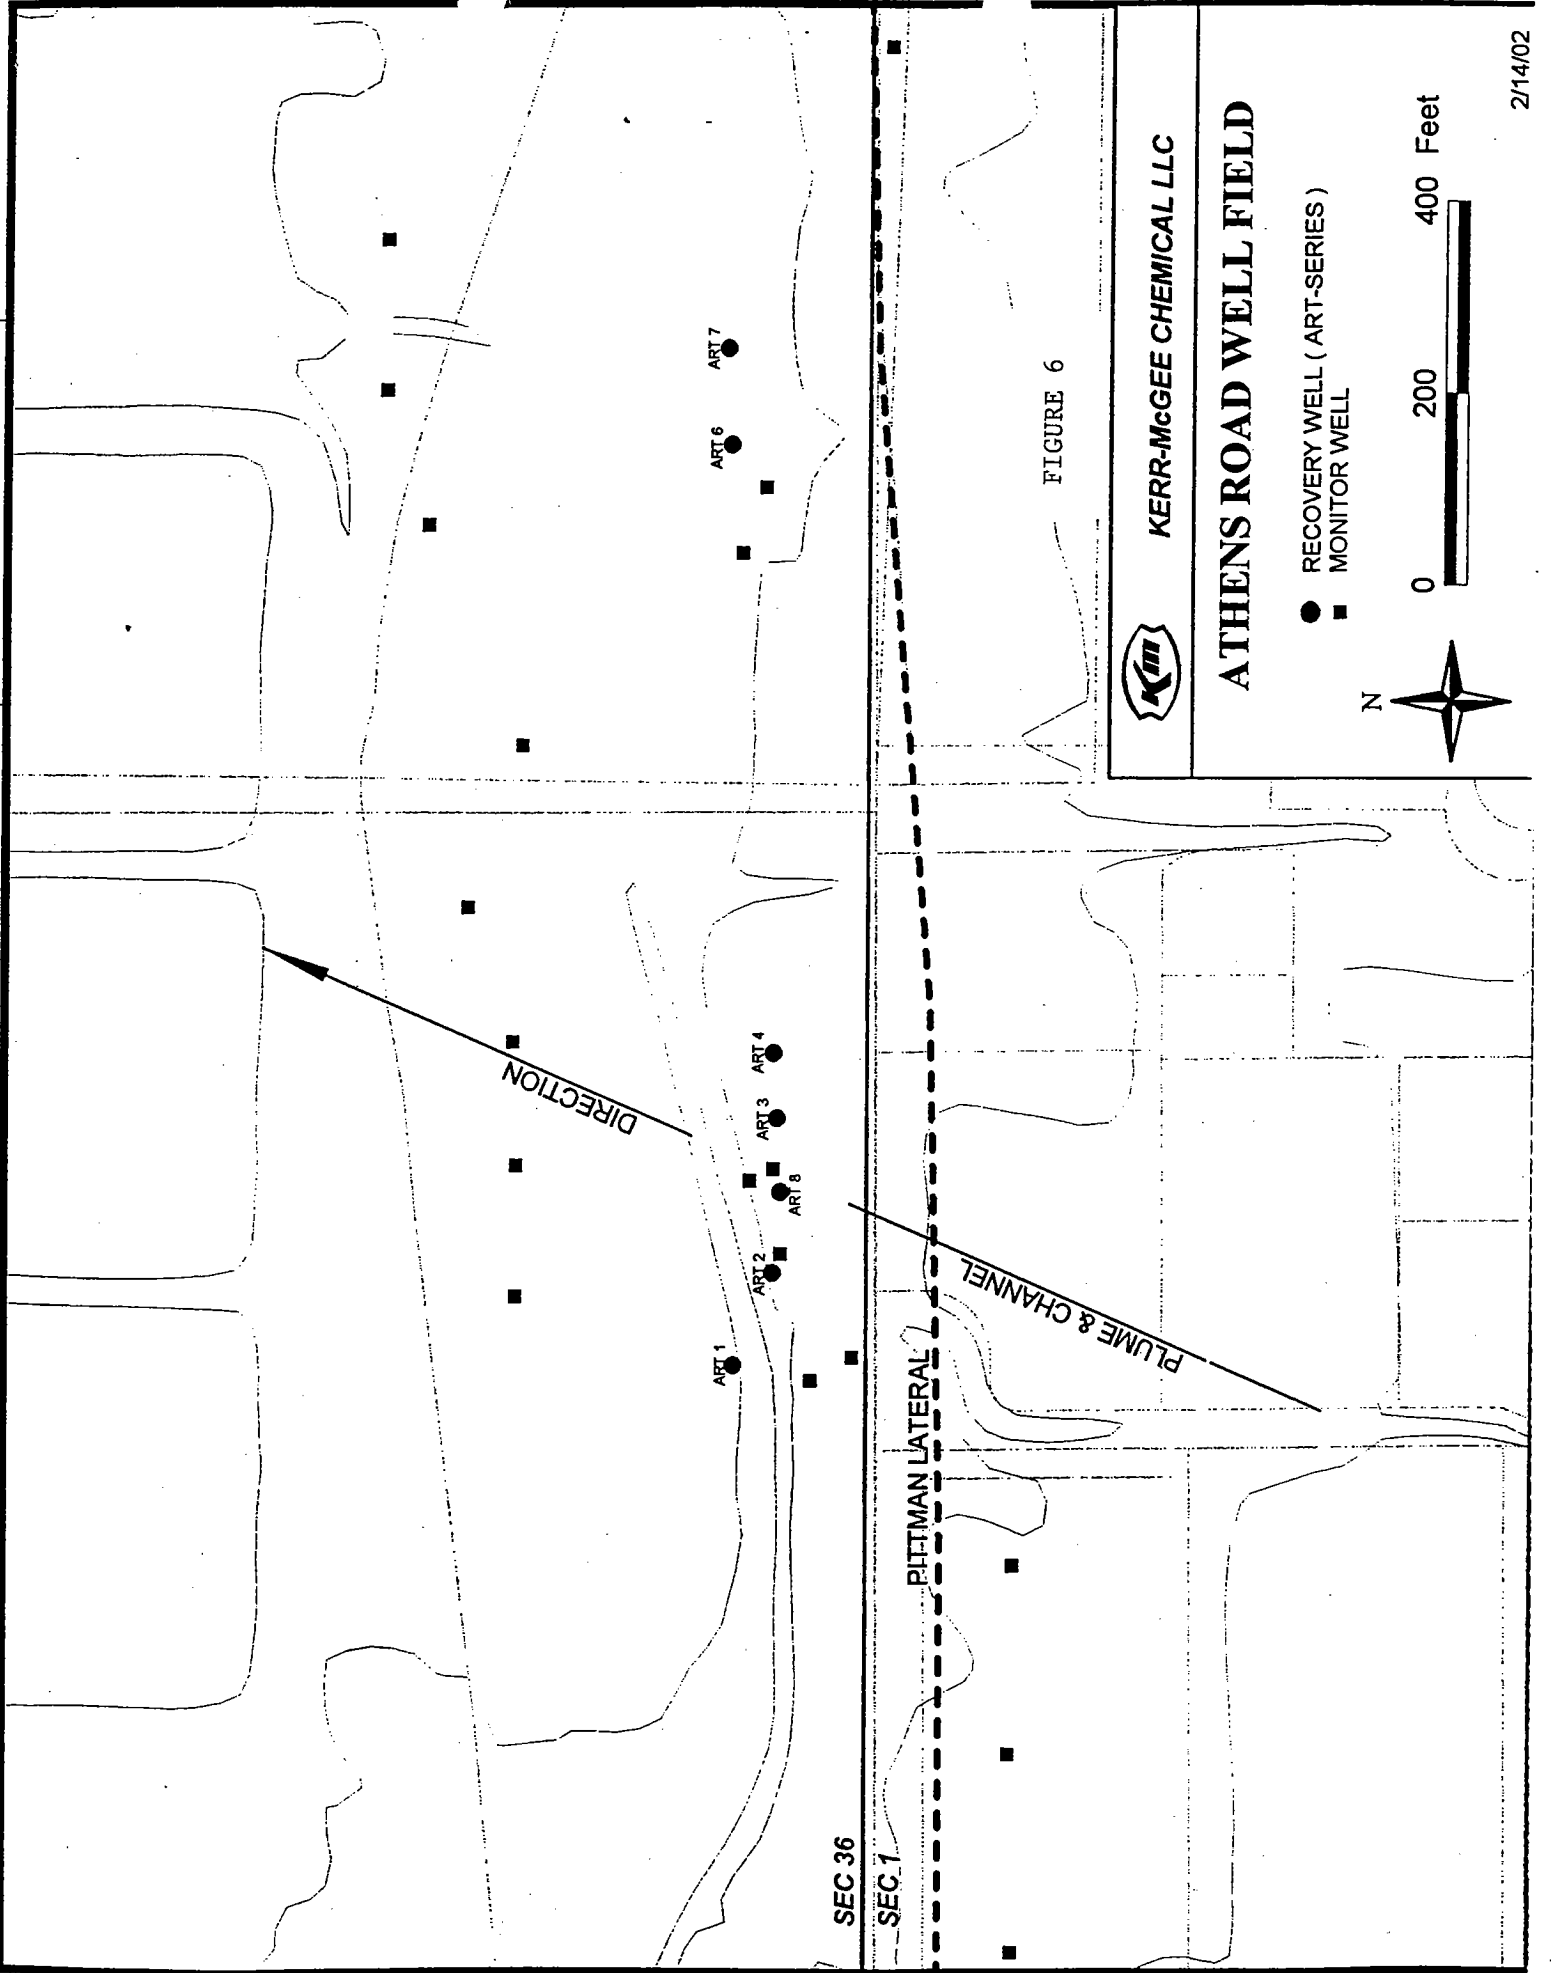 ART 1
ART 2
ART 8
ART 3
ART 4
ART 6
ART 7
DIRECTION
PLUME & CHANNEL
PITTMAN LATERAL
SEC 36
SEC 1
FIGURE 6
Km
KERR-McGEE CHEMICAL LLC
ATHENS ROAD WELL FIELD
RECOVERY WELL ( ART-SERIES )
MONITOR WELL
N
0 200 400 Feet
2/14/02